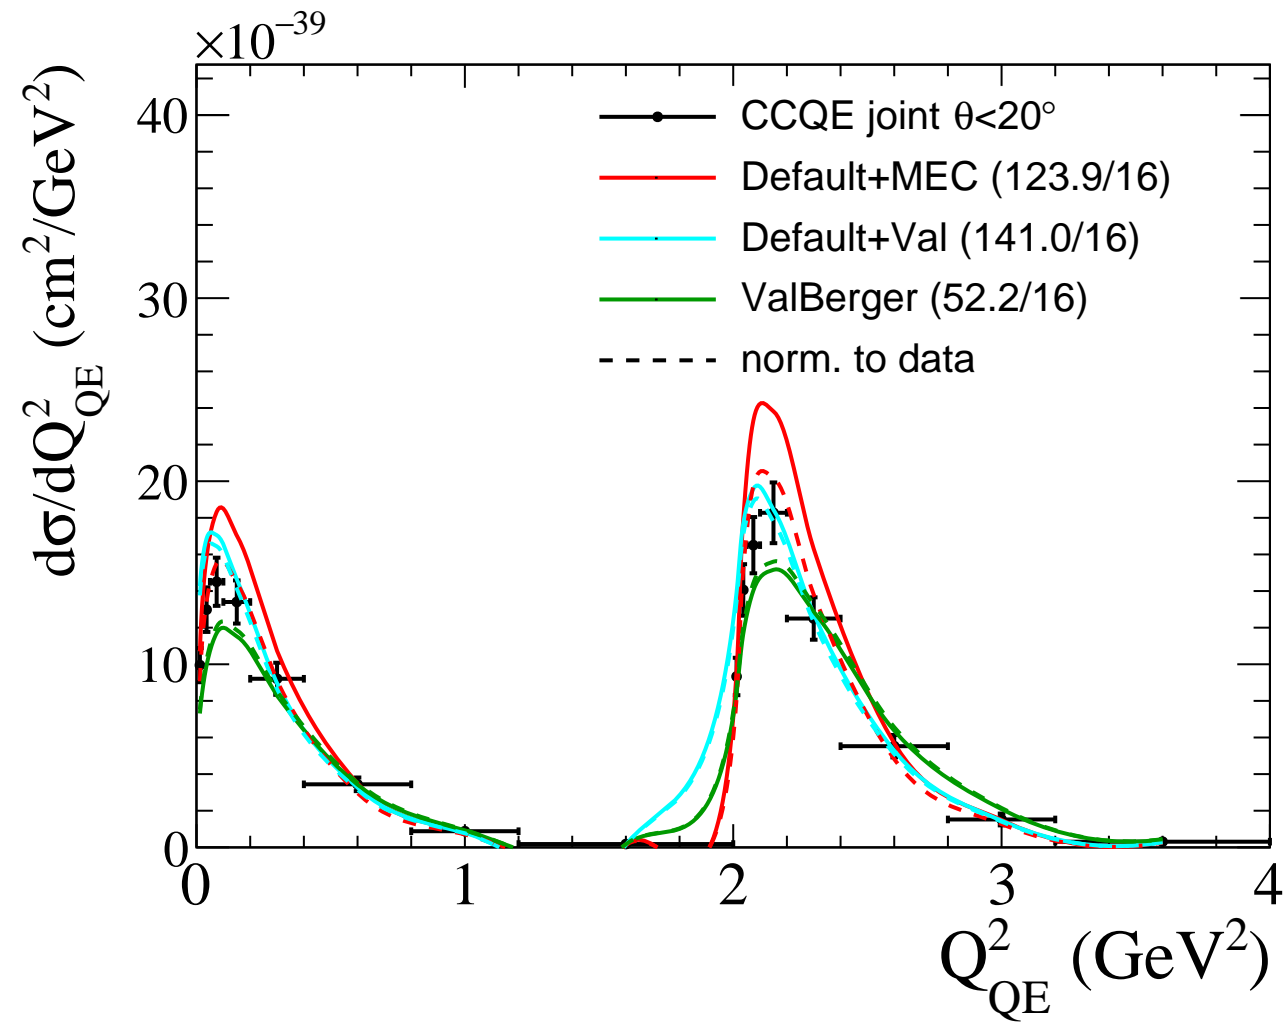 ×10⁻³⁹
dσ/dQ²_QE (cm²/GeV²)
40
30
20
10
0
CCQE joint θ<20°
Default+MEC (123.9/16)
Default+Val (141.0/16)
ValBerger (52.2/16)
norm. to data
0 1 2 3 4
Q²_QE (GeV²)